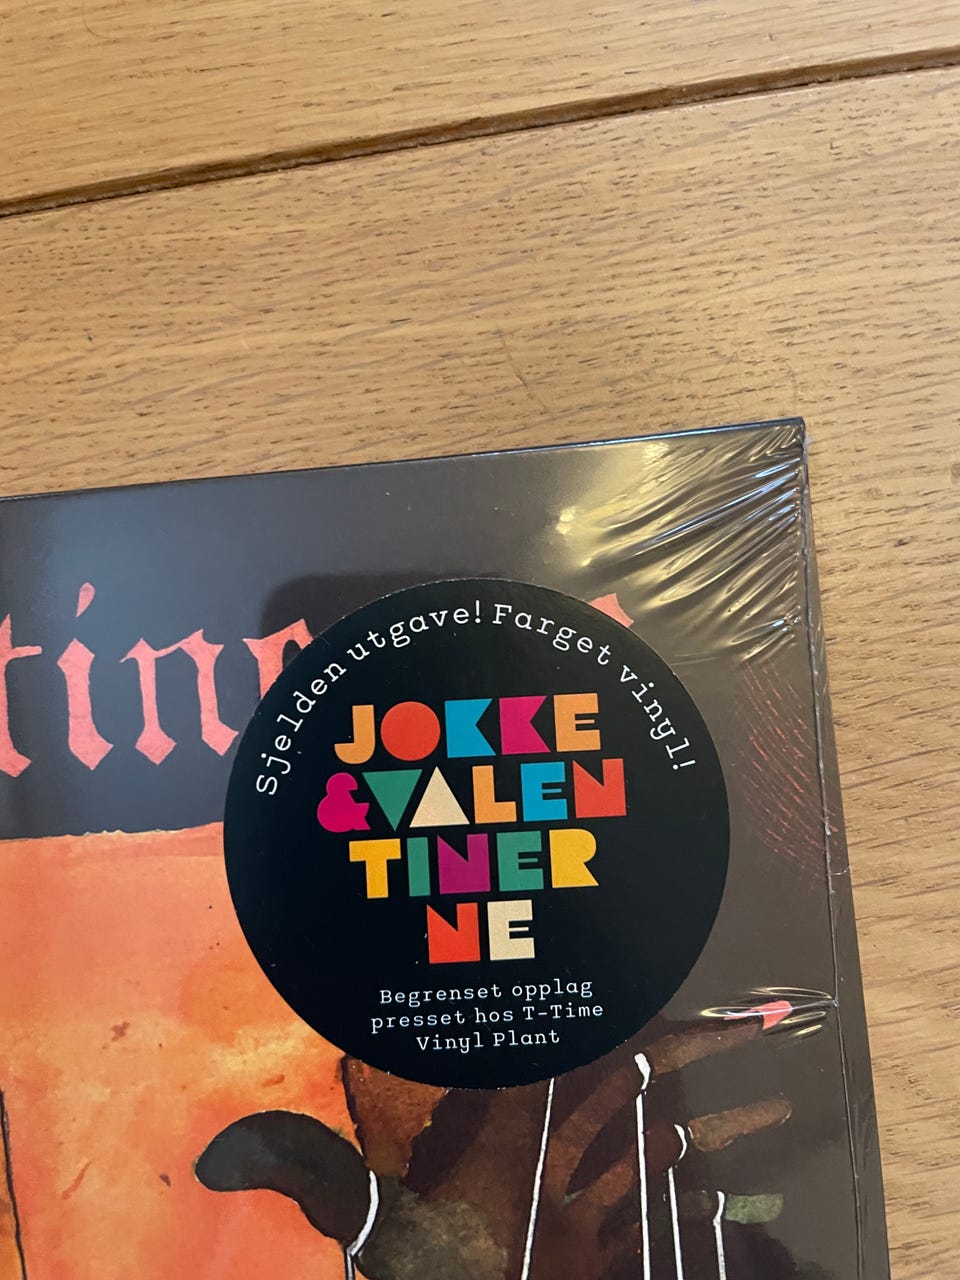 Sjelden utgave! Farget vinyl!
JOKKE
&VALEN
TINER
NE
Begrenset opplag
presset hos T-Time
Vinyl Plant